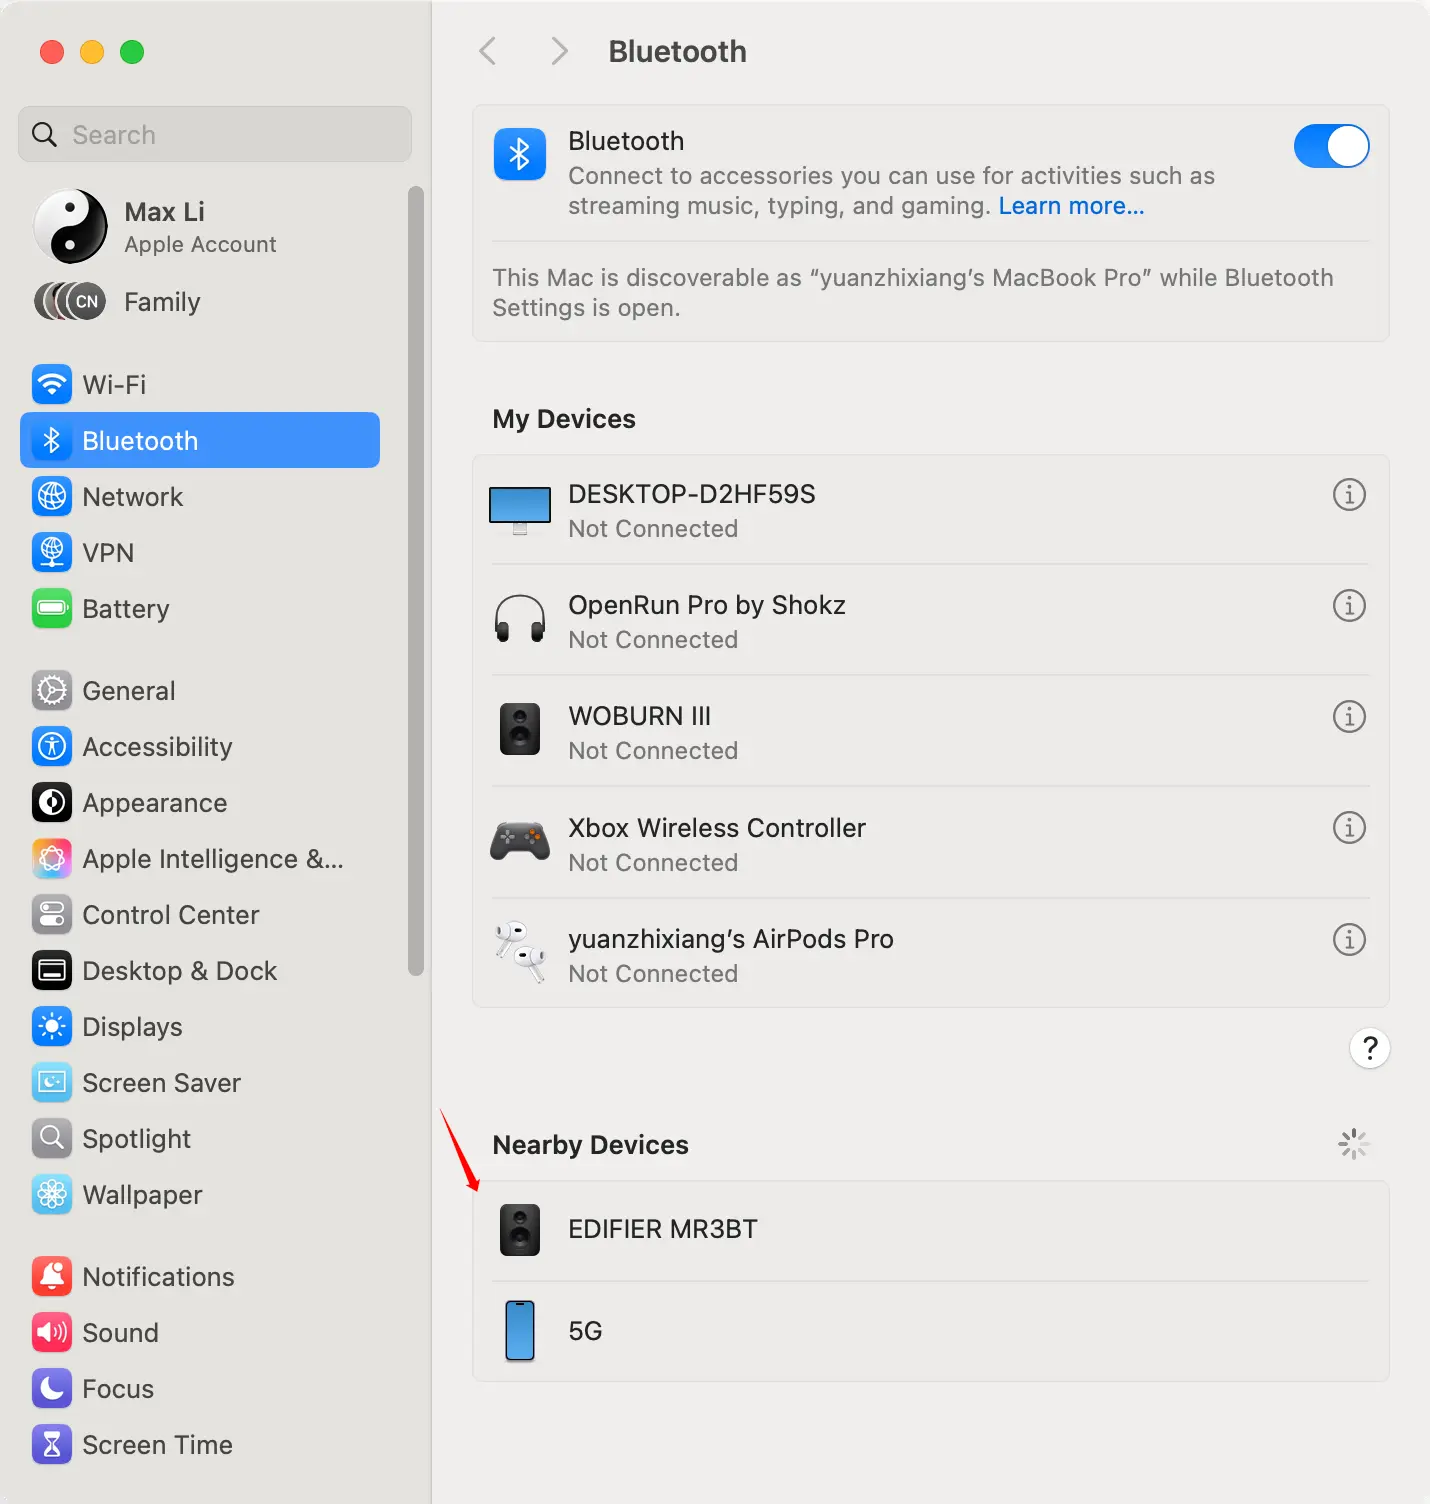 Search
Max Li
Apple Account
CN
Family
Wi-Fi
Bluetooth
Network
VPN
Battery
General
Accessibility
Appearance
Apple Intelligence &...
Control Center
Desktop & Dock
Displays
Screen Saver
Spotlight
Wallpaper
Notifications
Sound
Focus
Screen Time
Bluetooth
Bluetooth
Connect to accessories you can use for activities such as
streaming music, typing, and gaming. Learn more...
This Mac is discoverable as “yuanzhixiang’s MacBook Pro” while Bluetooth
Settings is open.
My Devices
DESKTOP-D2HF59S
Not Connected
OpenRun Pro by Shokz
Not Connected
WOBURN III
Not Connected
Xbox Wireless Controller
Not Connected
yuanzhixiang’s AirPods Pro
Not Connected
?
Nearby Devices
EDIFIER MR3BT
5G